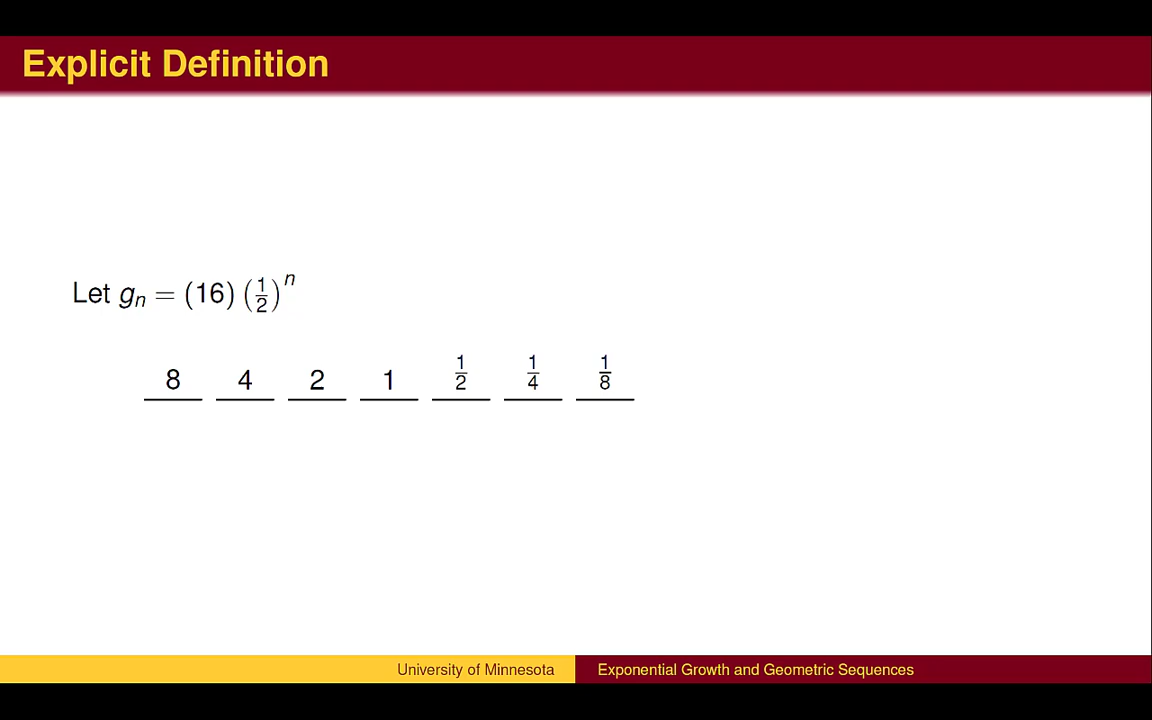 Explicit Definition
Let gₙ = (16) (1/2)ⁿ
8 4 2 1 1/2 1/4 1/8
University of Minnesota Exponential Growth and Geometric Sequences